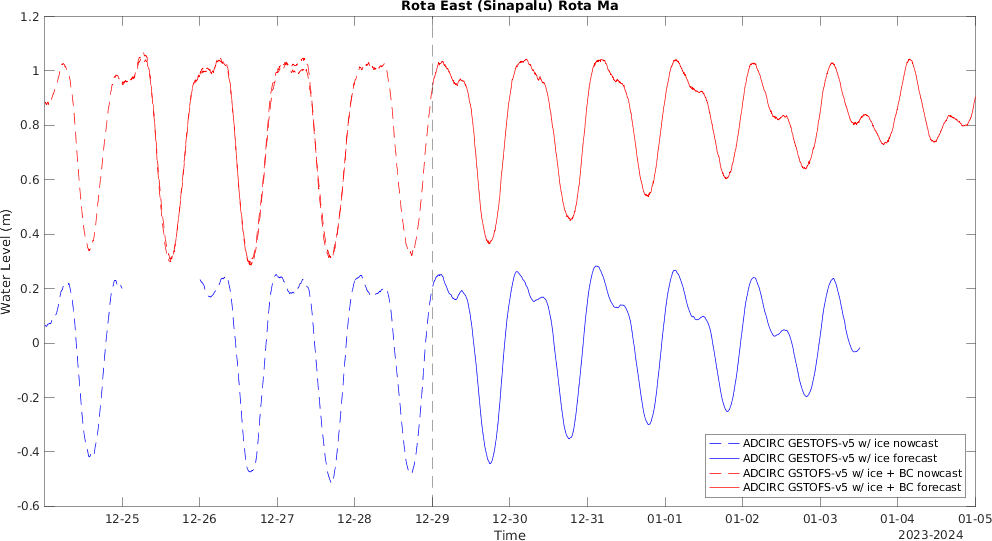 Rota East (Sinapalu) Rota Ma
1.2
1
0.8
0.6
0.4
0.2
0
-0.2
-0.4
-0.6
Water Level (m)
ADCIRC GESTOFS-v5 w/ ice nowcast
ADCIRC GESTOFS-v5 w/ ice forecast
ADCIRC GSTOFS-v5 w/ ice + BC nowcast
ADCIRC GSTOFS-v5 w/ ice + BC forecast
12-25 12-26 12-27 12-28 12-29 12-30 12-31 01-01 01-02 01-03 01-04 01-05
Time
2023-2024